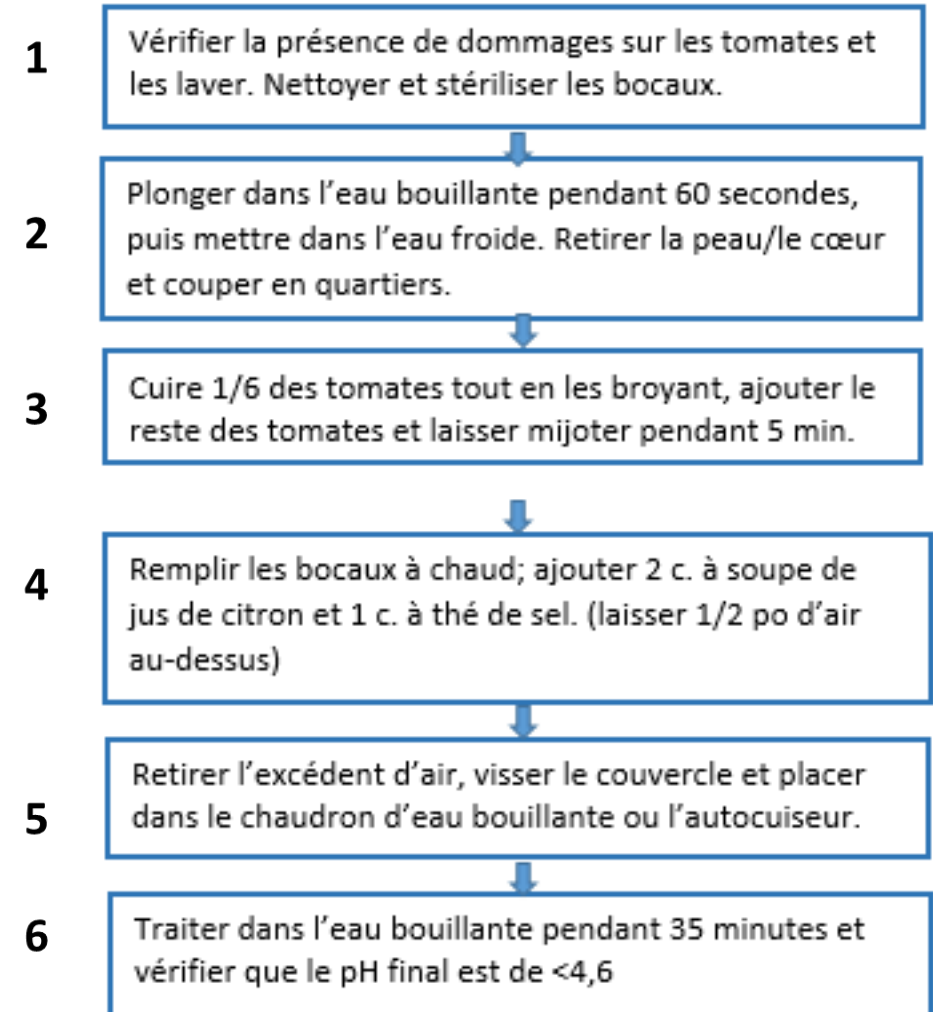 1
Vérifier la présence de dommages sur les tomates et
les laver. Nettoyer et stériliser les bocaux.
2
Plonger dans l’eau bouillante pendant 60 secondes,
puis mettre dans l’eau froide. Retirer la peau/le cœur
et couper en quartiers.
3
Cuire 1/6 des tomates tout en les broyant, ajouter le
reste des tomates et laisser mijoter pendant 5 min.
4
Remplir les bocaux à chaud; ajouter 2 c. à soupe de
jus de citron et 1 c. à thé de sel. (laisser 1/2 po d’air
au-dessus)
5
Retirer l’excédent d’air, visser le couvercle et placer
dans le chaudron d’eau bouillante ou l’autocuiseur.
6
Traiter dans l’eau bouillante pendant 35 minutes et
vérifier que le pH final est de <4,6